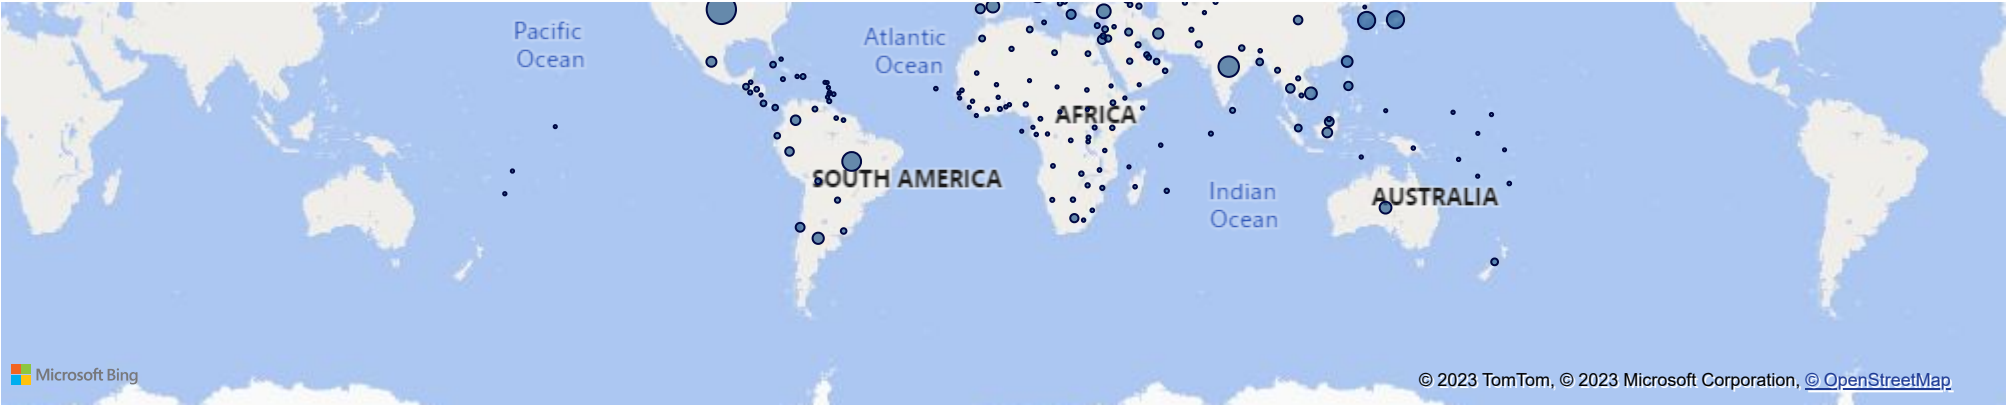 Pacific
Ocean
Atlantic
Ocean
AFRICA
SOUTH AMERICA
Indian
Ocean
AUSTRALIA
Microsoft Bing
© 2023 TomTom, © 2023 Microsoft Corporation, © OpenStreetMap